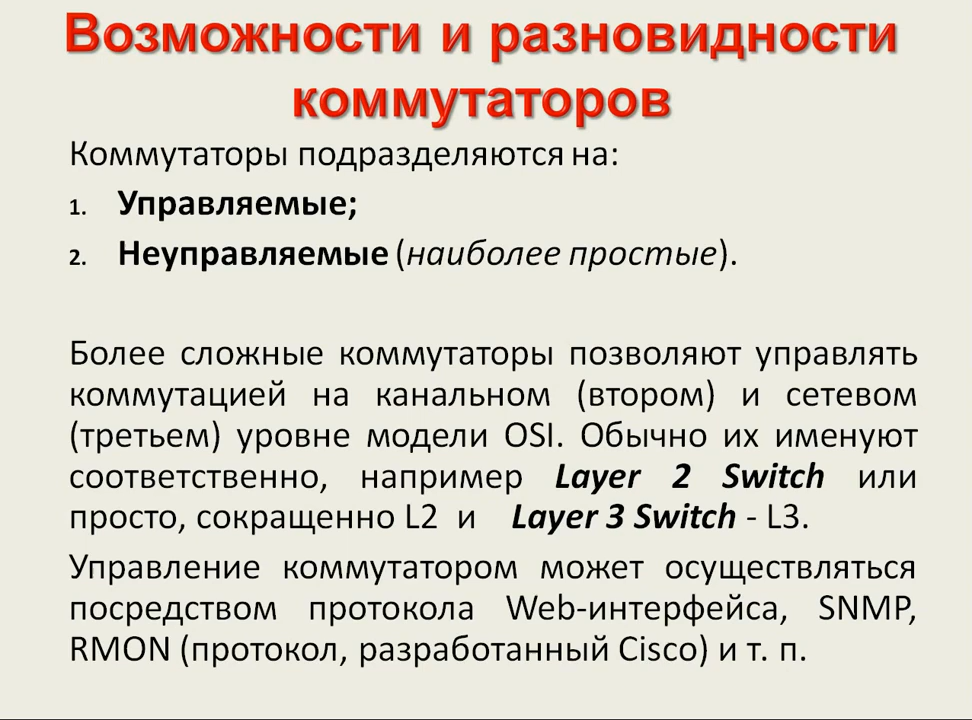 Возможности и разновидности
коммутаторов
Коммутаторы подразделяются на:
1. Управляемые;
2. Неуправляемые (наиболее простые).
Более сложные коммутаторы позволяют управлять
коммутацией на канальном (втором) и сетевом
(третьем) уровне модели OSI. Обычно их именуют
соответственно, например Layer 2 Switch или
просто, сокращенно L2 и Layer 3 Switch - L3.
Управление коммутатором может осуществляться
посредством протокола Web-интерфейса, SNMP,
RMON (протокол, разработанный Cisco) и т. п.